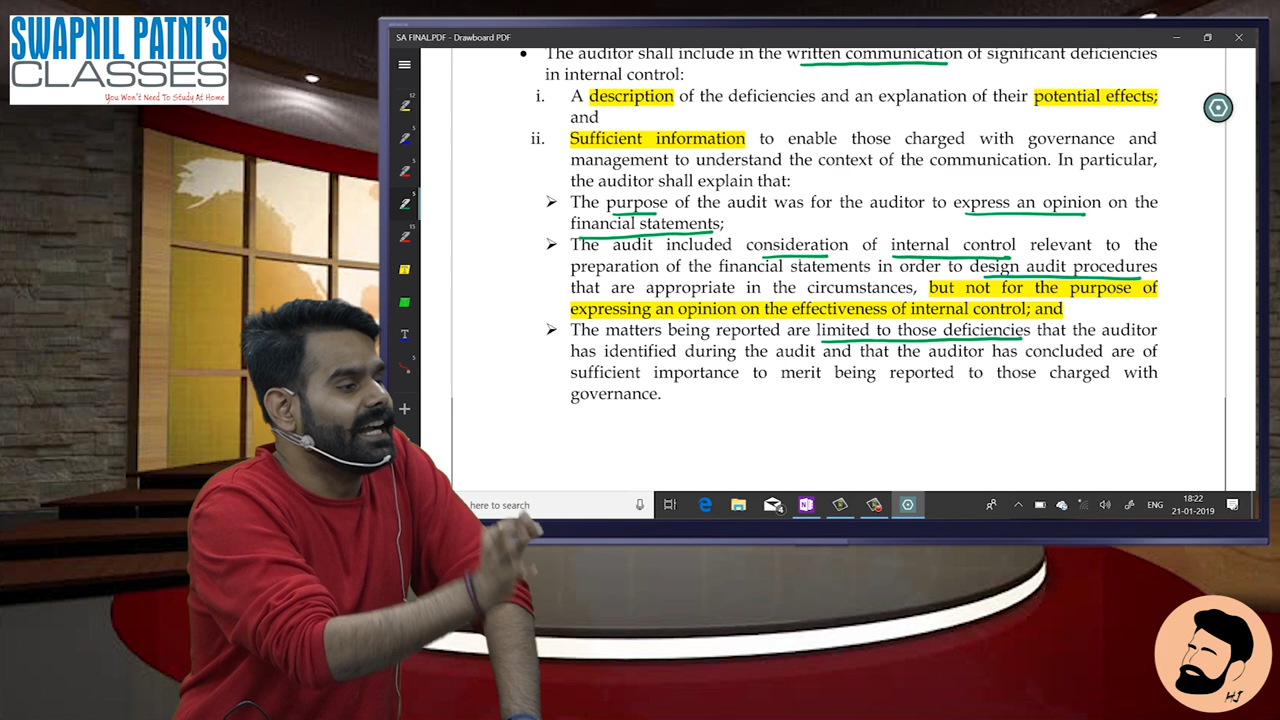 SWAPNIL PATNI'S
CLASSES
You Won't Need To Study At Home
SA FINAL.PDF - Drawboard PDF
The auditor shall include in the written communication of significant deficiencies
in internal control:
i. A description of the deficiencies and an explanation of their potential effects;
and
ii. Sufficient information to enable those charged with governance and
management to understand the context of the communication. In particular,
the auditor shall explain that:
The purpose of the audit was for the auditor to express an opinion on the
financial statements;
The audit included consideration of internal control relevant to the
preparation of the financial statements in order to design audit procedures
that are appropriate in the circumstances, but not for the purpose of
expressing an opinion on the effectiveness of internal control; and
The matters being reported are limited to those deficiencies that the auditor
has identified during the audit and that the auditor has concluded are of
sufficient importance to merit being reported to those charged with
governance.
here to search
ENG
18:22
21-01-2019
HJ